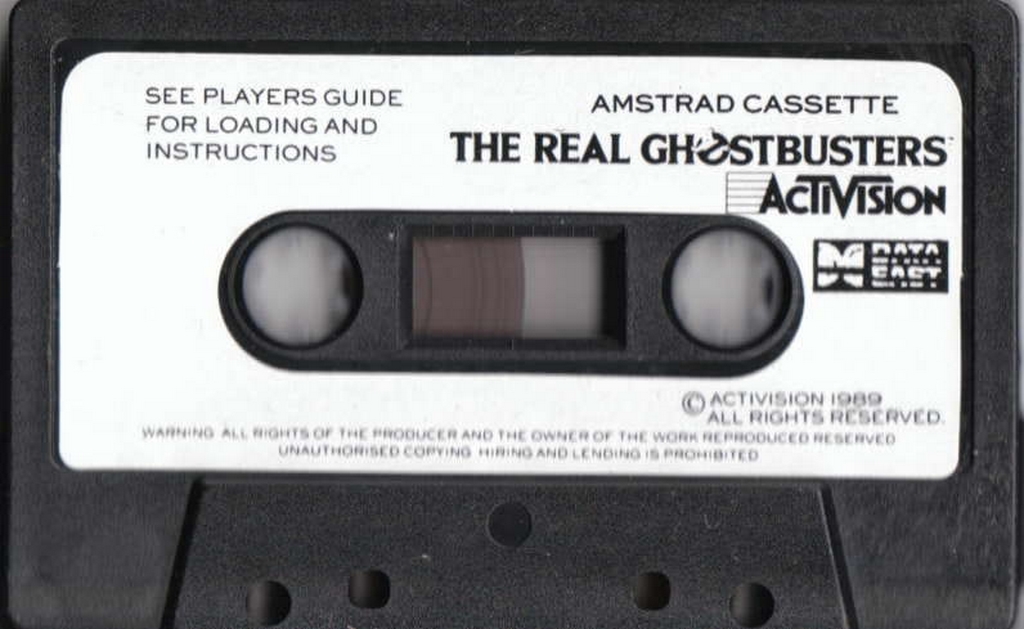 SEE PLAYERS GUIDE
FOR LOADING AND
INSTRUCTIONS
AMSTRAD CASSETTE
THE REAL GHOSTBUSTERS
ACTIVISION
DATA
EAST
© ACTIVISION 1989
ALL RIGHTS RESERVED.
WARNING ALL RIGHTS OF THE PRODUCER AND THE OWNER OF THE WORK REPRODUCED RESERVED
UNAUTHORISED COPYING HIRING AND LENDING IS PROHIBITED